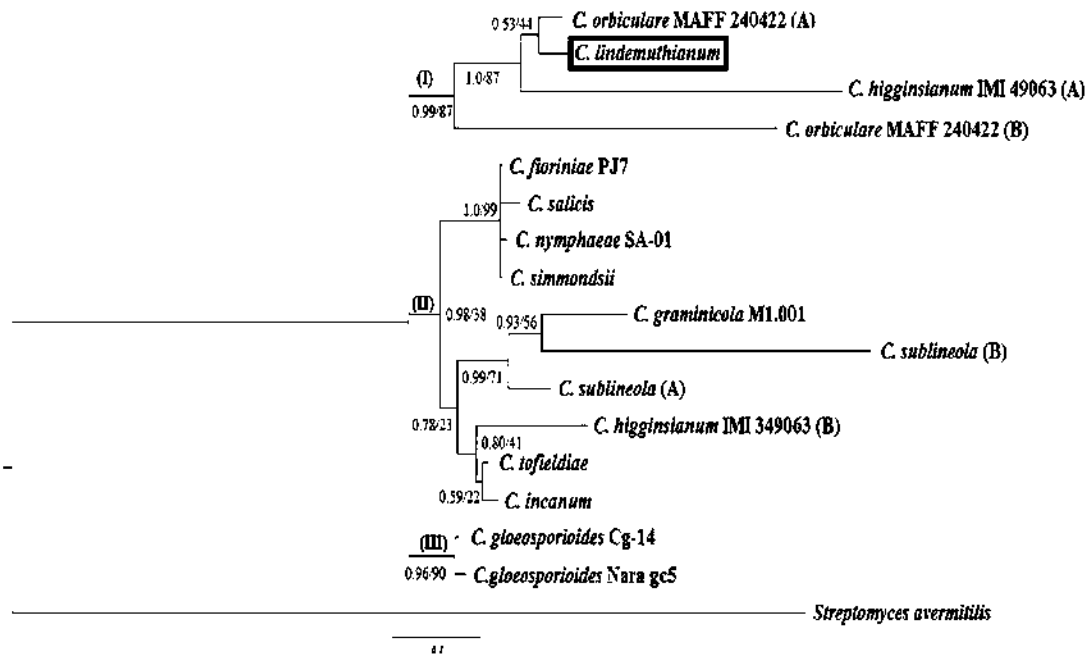 0.53/44
C. orbiculare MAFF 240422 (A)
C. lindemuthianum
(I)
1.0/87
C. higginsianum IMI 49063 (A)
0.99/87
C. orbiculare MAFF 240422 (B)
C. fioriniae PJ7
1.0/99
C. salicis
C. nymphaeae SA-01
C. simmondsii
(II)
0.98/38
0.93/56
C. graminicola M1.001
C. sublineola (B)
0.99/71
C. sublineola (A)
0.78/23
C. higginsianum IMI 349063 (B)
0.80/41
C. tofieldiae
0.59/22
C. incanum
(III)
C. gloeosporioides Cg-14
0.96/90
C.gloeosporioides Nara gc5
Streptomyces avermitilis